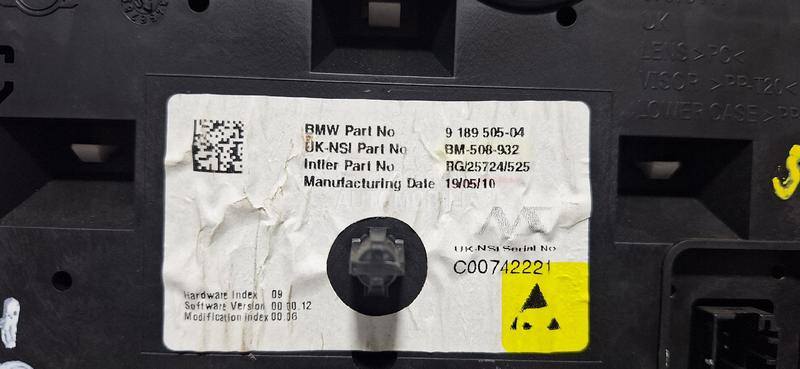 UK
LENS >PC<
VISOR >PP-T20<
LOWER CASE >PP
BMW Part No 9 189 505-04
UK-NSI Part No BM-508-932
Intier Part No RG/25724/525
Manufacturing Date 19/05/10
UK-NSI Serial No
C00742221
Hardware Index 09
Software Version 00.10.12
Modification Index 00.06